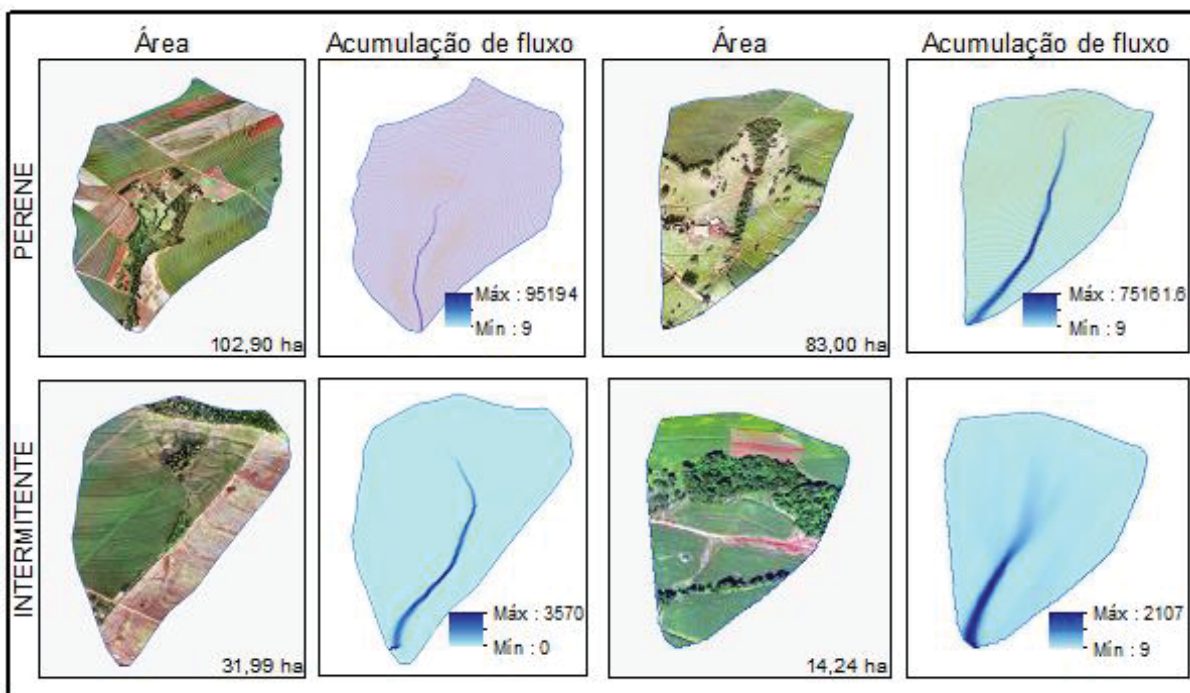 Área
Acumulação de fluxo
Área
Acumulação de fluxo
PERENE
102,90 ha
Máx : 95194
Mín : 9
83,00 ha
Máx : 75161.6
Mín : 9
INTERMITENTE
31,99 ha
Máx : 3570
Mín : 0
14,24 ha
Máx : 2107
Mín : 9